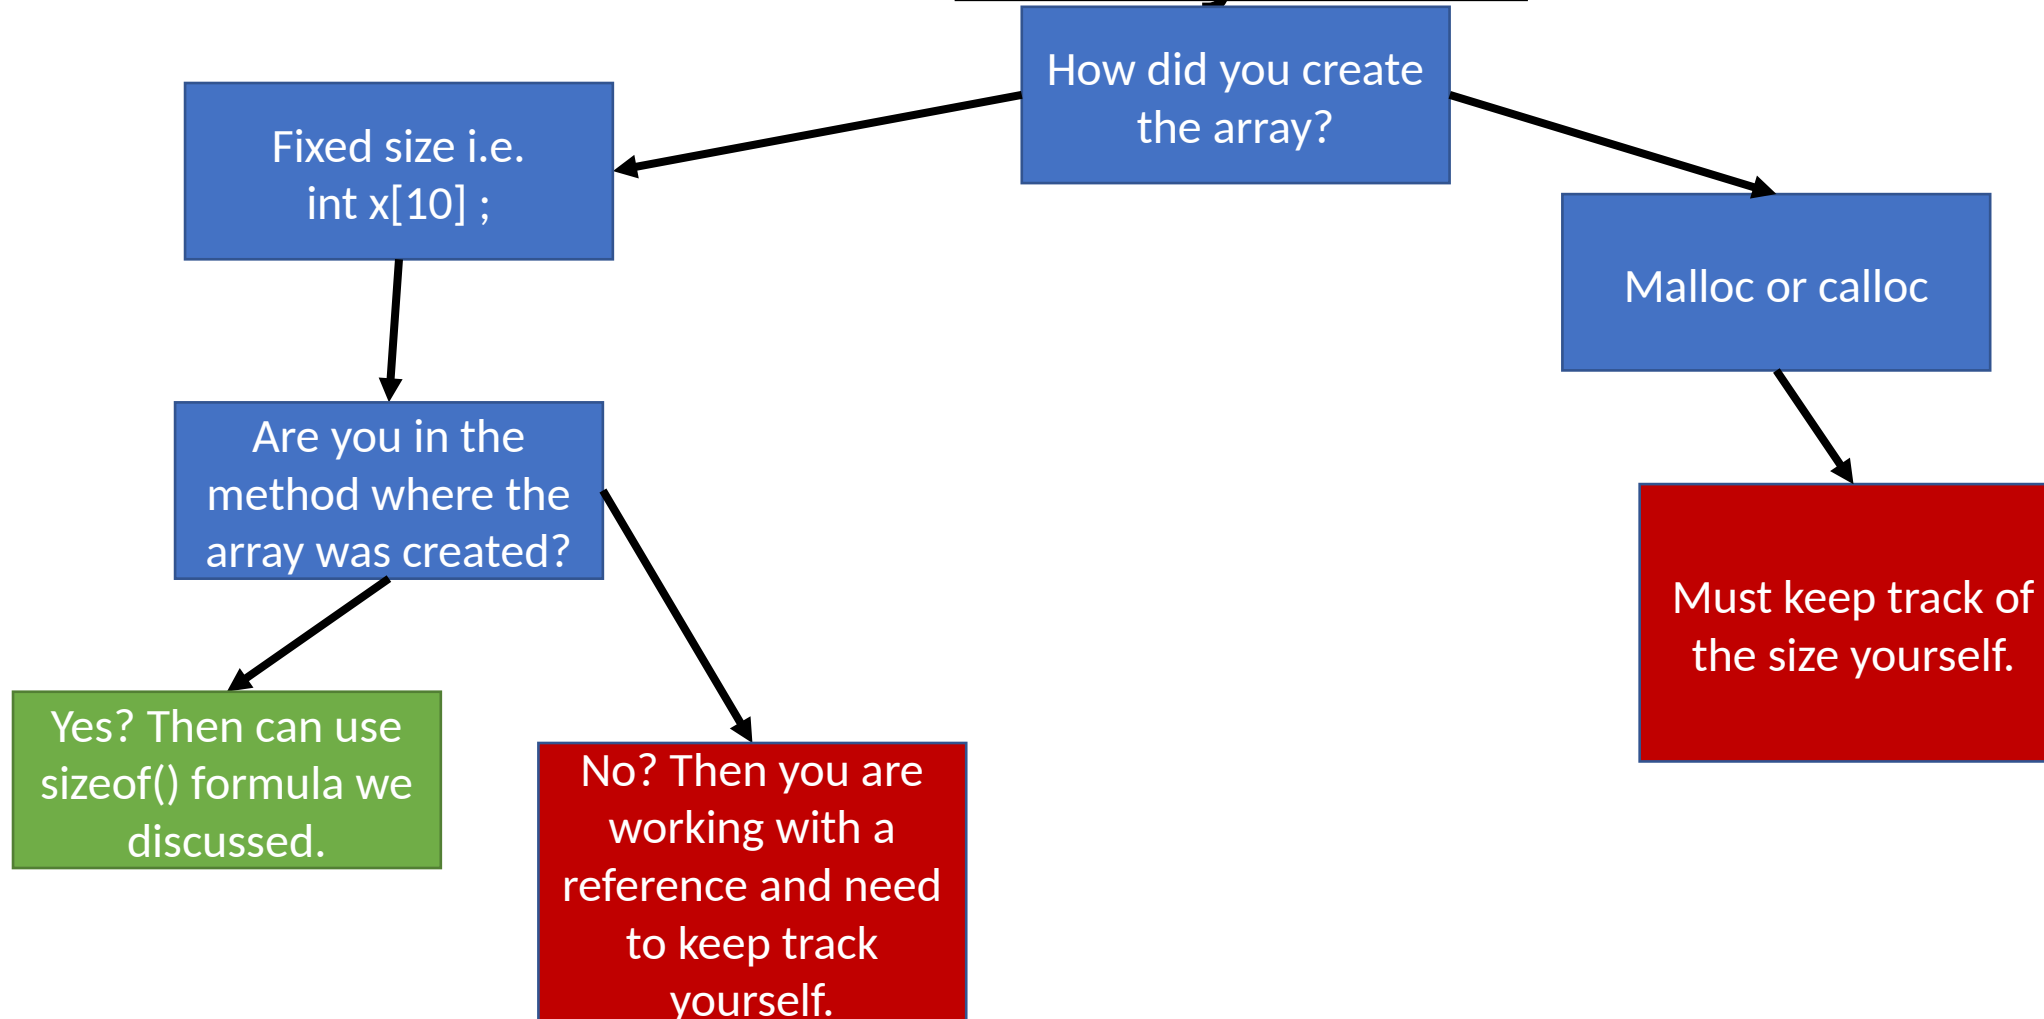 How did you create
the array?
Fixed size i.e.
int x[10] ;
Malloc or calloc
Are you in the
method where the
array was created?
Must keep track of
the size yourself.
Yes? Then can use
sizeof() formula we
discussed.
No? Then you are
working with a
reference and need
to keep track
yourself.